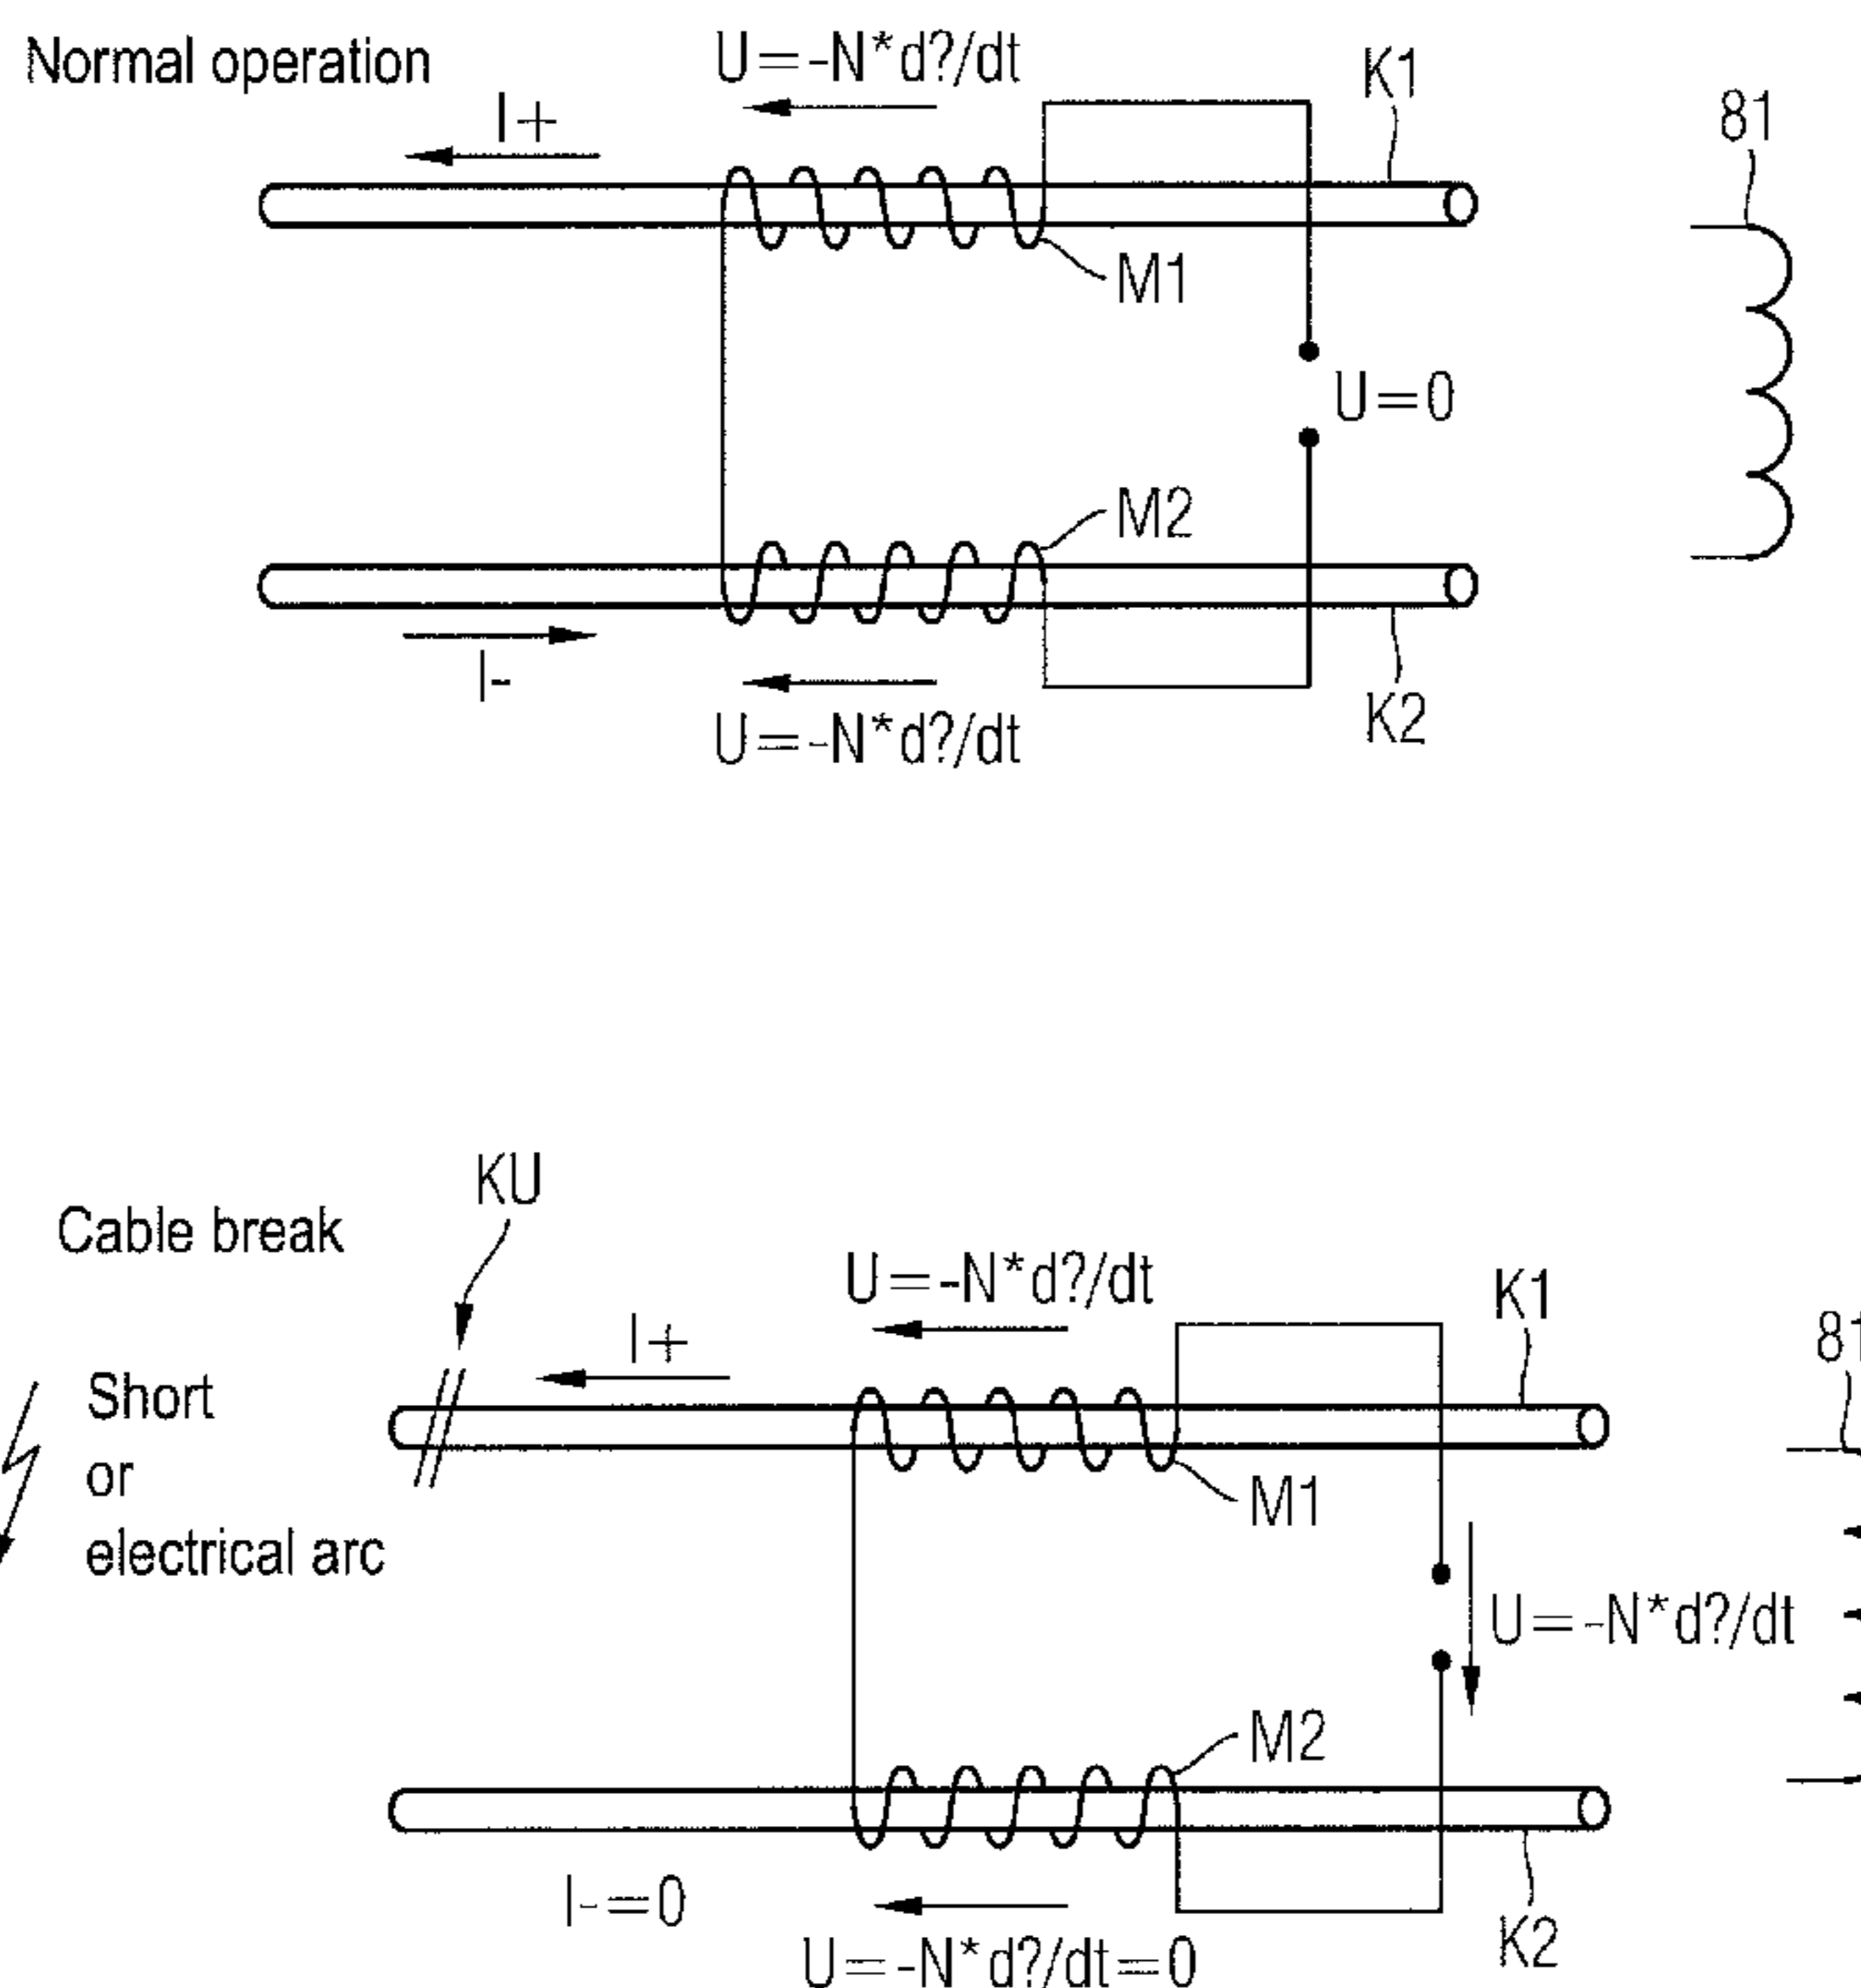 Normal operation
U=-N*d?/dt
K1
81
I+
M1
U=0
M2
I-
U=-N*d?/dt
K2
KU
Cable break
U=-N*d?/dt
K1
81
I+
Short
or
electrical arc
M1
U=-N*d?/dt
M2
I-=0
U=-N*d?/dt=0
K2